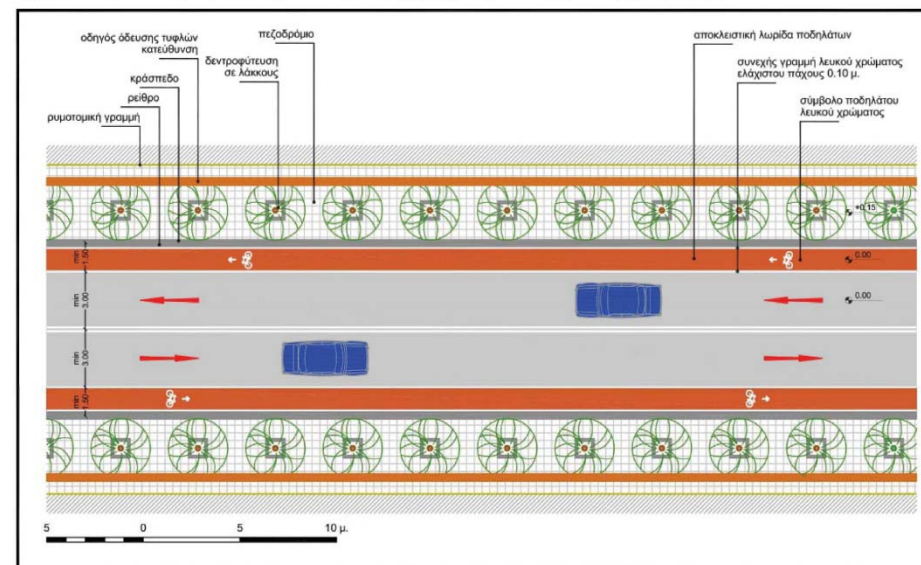 οδηγός όδευσης τυφλών
κατεύθυνση
κράσπεδο
ρείθρο
ρυμοτομική γραμμή
δεντροφύτευση
σε λάκκους
πεζοδρόμιο
αποκλειστική λωρίδα ποδηλάτων
συνεχής γραμμή λευκού χρώματος
ελάχιστου πάχους 0.10 μ.
σύμβολο ποδηλάτου
λευκού χρώματος
+0.15
min
1.50
0.00
min
3.00
0.00
min
3.00
min
1.50
5 0 5 10 μ.